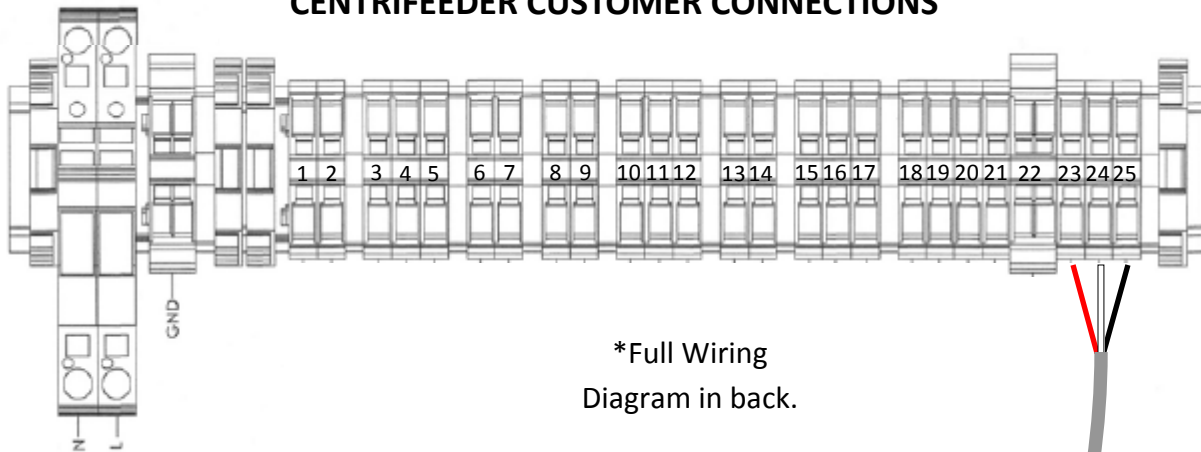 CENTRIFEEDER CUSTOMER CONNECTIONS
1 2 3 4 5 6 7 8 9 10 11 12 13 14 15 16 17 18 19 20 21 22 23 24 25
GND
*Full Wiring
Diagram in back.
N
L